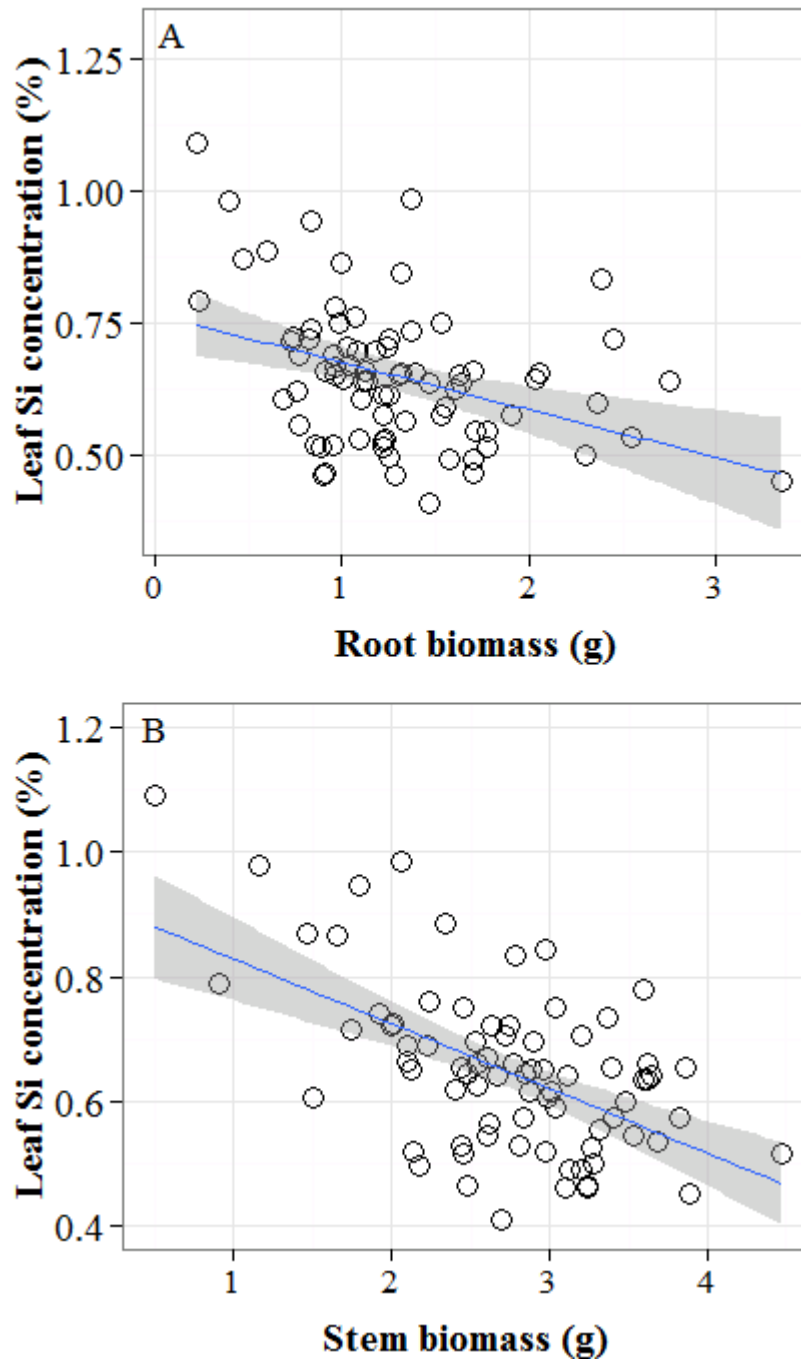 A
Leaf Si concentration (%)
1.25
1.00
0.75
0.50
0 1 2 3
Root biomass (g)
B
Leaf Si concentration (%)
1.2
1.0
0.8
0.6
0.4
1 2 3 4
Stem biomass (g)